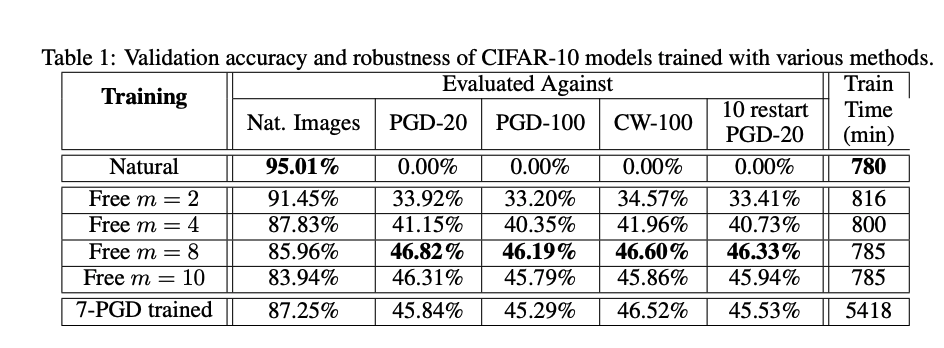 Table 1: Validation accuracy and robustness of CIFAR-10 models trained with various methods.
Training Evaluated Against Train Time (min)
Nat. Images PGD-20 PGD-100 CW-100 10 restart PGD-20
Natural 95.01% 0.00% 0.00% 0.00% 0.00% 780
Free m = 2 91.45% 33.92% 33.20% 34.57% 33.41% 816
Free m = 4 87.83% 41.15% 40.35% 41.96% 40.73% 800
Free m = 8 85.96% 46.82% 46.19% 46.60% 46.33% 785
Free m = 10 83.94% 46.31% 45.79% 45.86% 45.94% 785
7-PGD trained 87.25% 45.84% 45.29% 46.52% 45.53% 5418